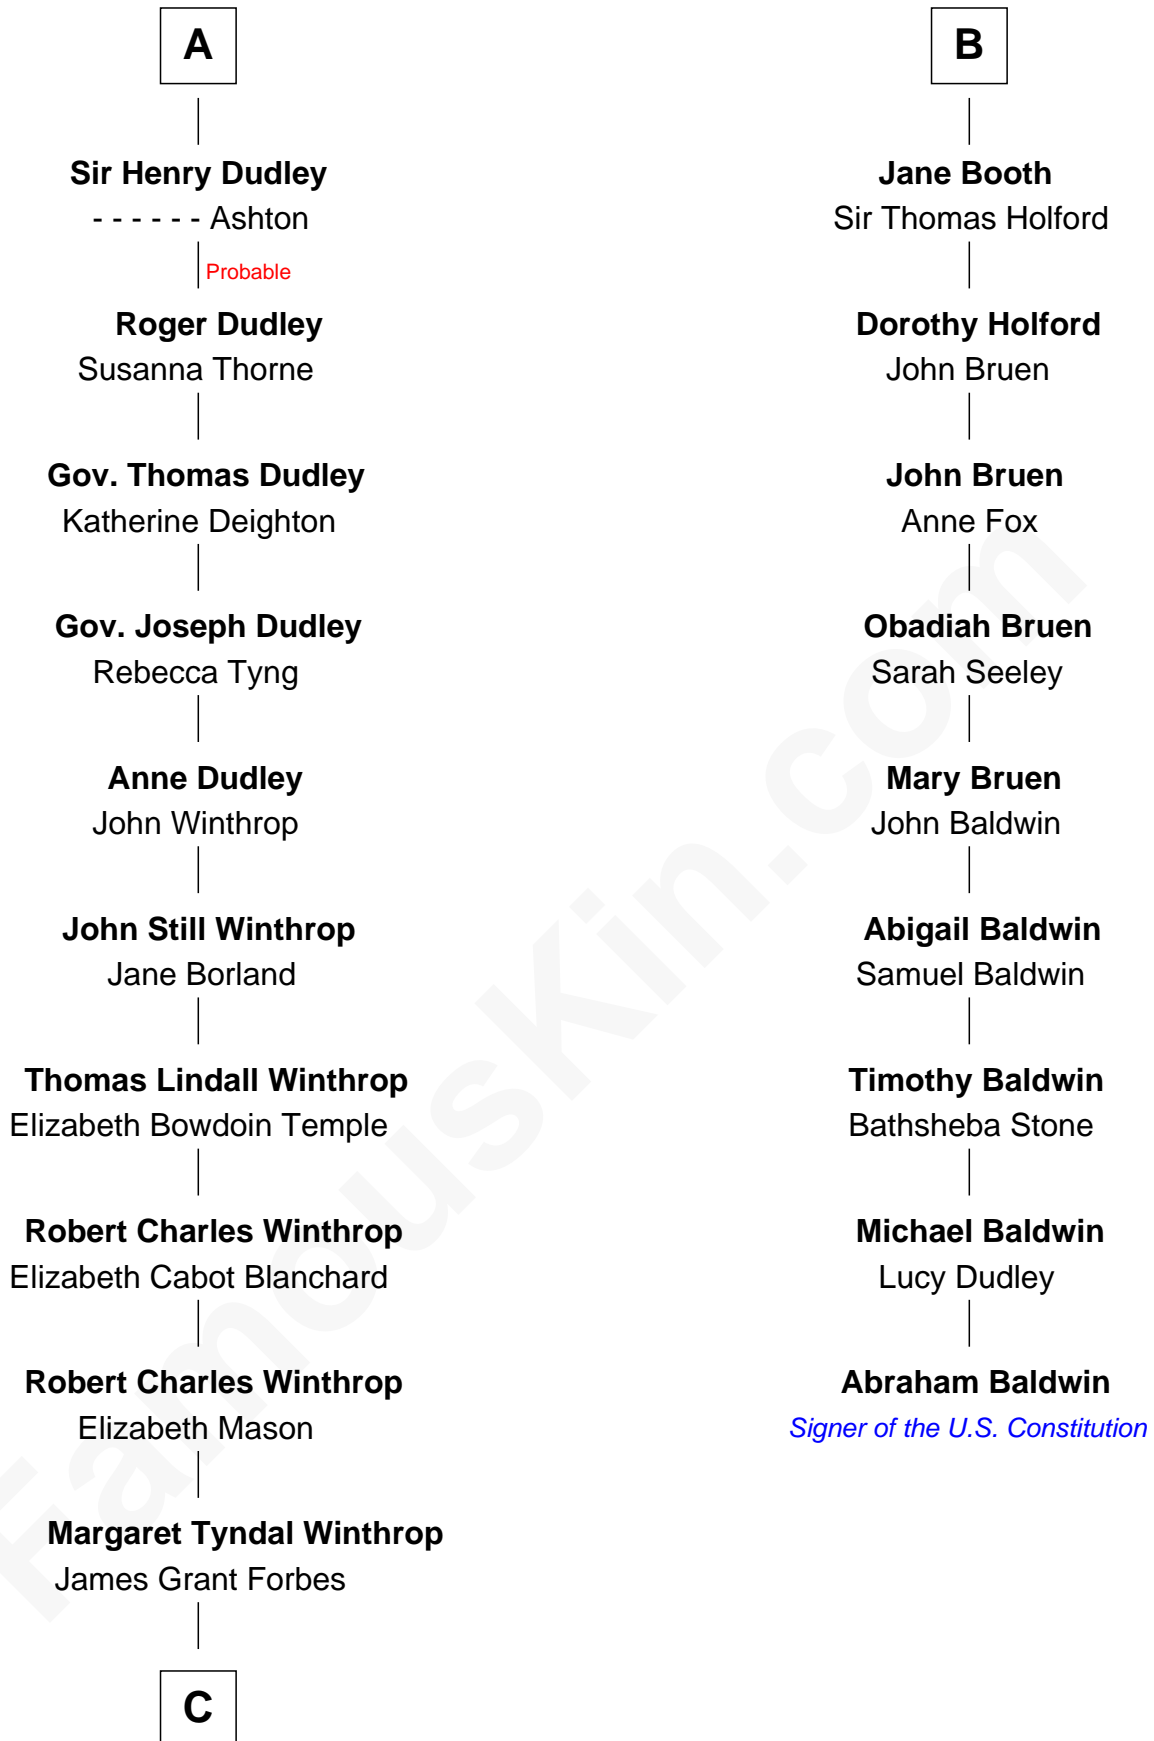 A
Sir Henry Dudley
- - - - - - Ashton
Probable
Roger Dudley
Susanna Thorne
Gov. Thomas Dudley
Katherine Deighton
Gov. Joseph Dudley
Rebecca Tyng
Anne Dudley
John Winthrop
John Still Winthrop
Jane Borland
Thomas Lindall Winthrop
Elizabeth Bowdoin Temple
Robert Charles Winthrop
Elizabeth Cabot Blanchard
Robert Charles Winthrop
Elizabeth Mason
Margaret Tyndal Winthrop
James Grant Forbes
C
B
Jane Booth
Sir Thomas Holford
Dorothy Holford
John Bruen
John Bruen
Anne Fox
Obadiah Bruen
Sarah Seeley
Mary Bruen
John Baldwin
Abigail Baldwin
Samuel Baldwin
Timothy Baldwin
Bathsheba Stone
Michael Baldwin
Lucy Dudley
Abraham Baldwin
Signer of the U.S. Constitution
FamousKin.com